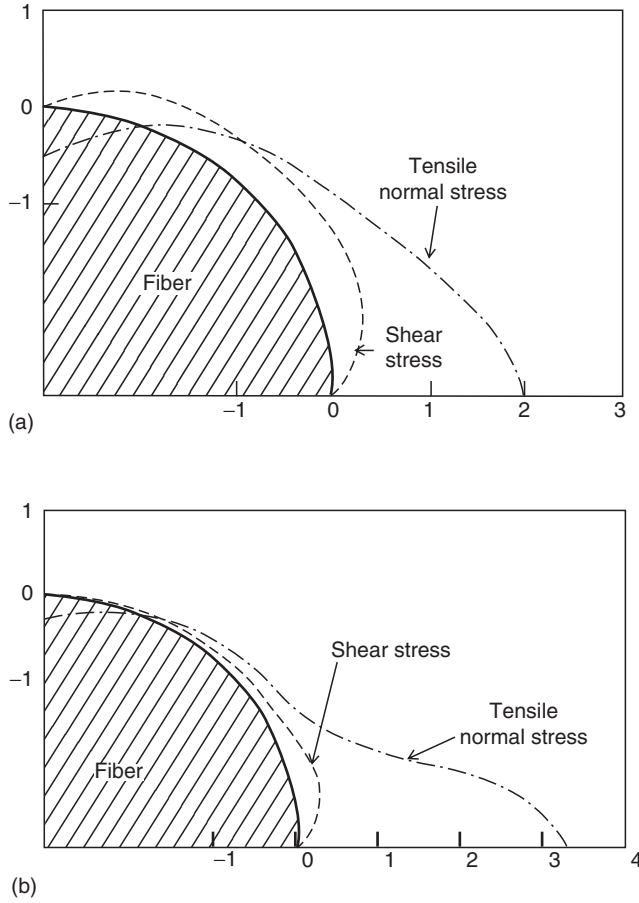 1
0
Tensile
normal stress
-1
Fiber
Shear
stress
-1 0 1 2 3
(a)
1
0
Shear stress
-1
Tensile
normal stress
Fiber
-1 0 1 2 3 4
(b)